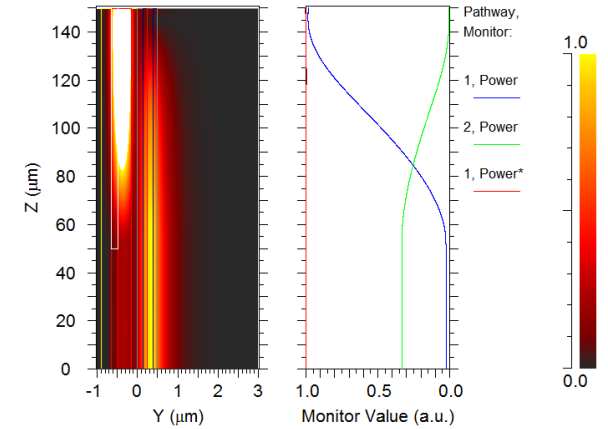 Pathway,
Monitor:
1, Power
2, Power
1, Power*
1.0
0.0
140
120
100
80
60
40
20
0
Z (μm)
-1 0 1 2 3
Y (μm)
1.0 0.5 0.0
Monitor Value (a.u.)